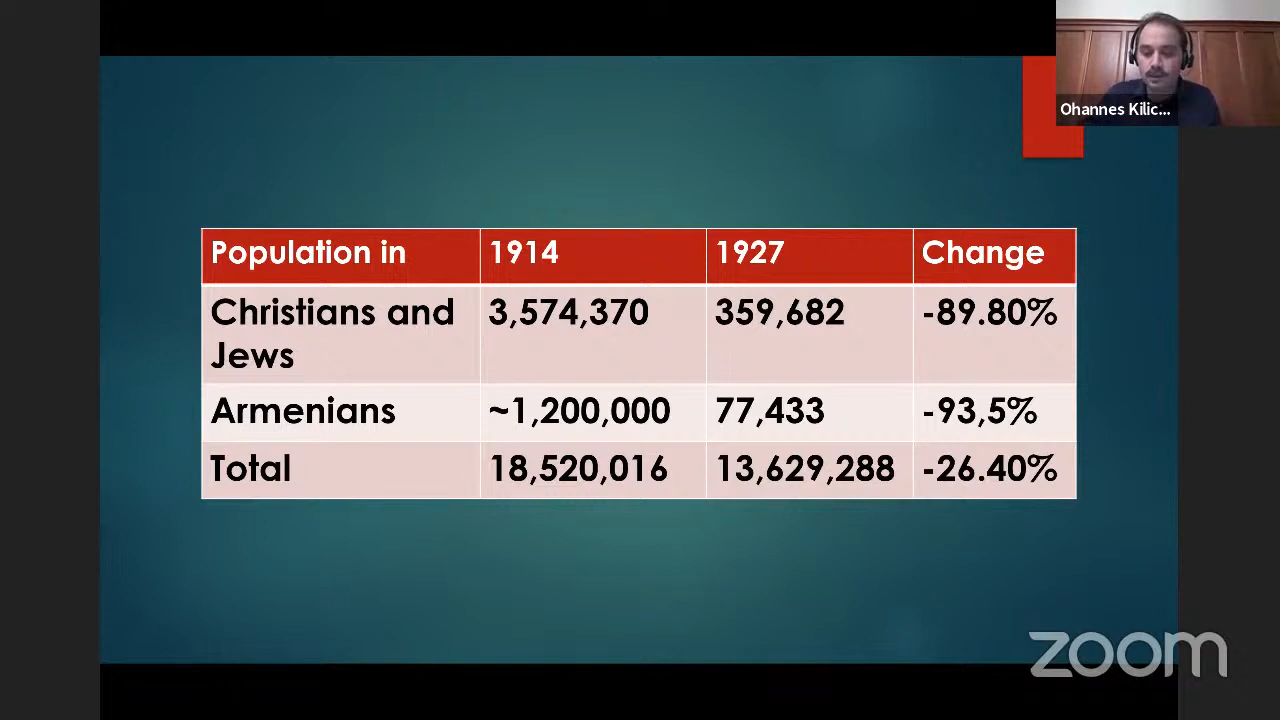 Ohannes Kilic...
Population in 1914 1927 Change
Christians and 3,574,370 359,682 -89.80%
Jews
Armenians ~1,200,000 77,433 -93,5%
Total 18,520,016 13,629,288 -26.40%
zoom